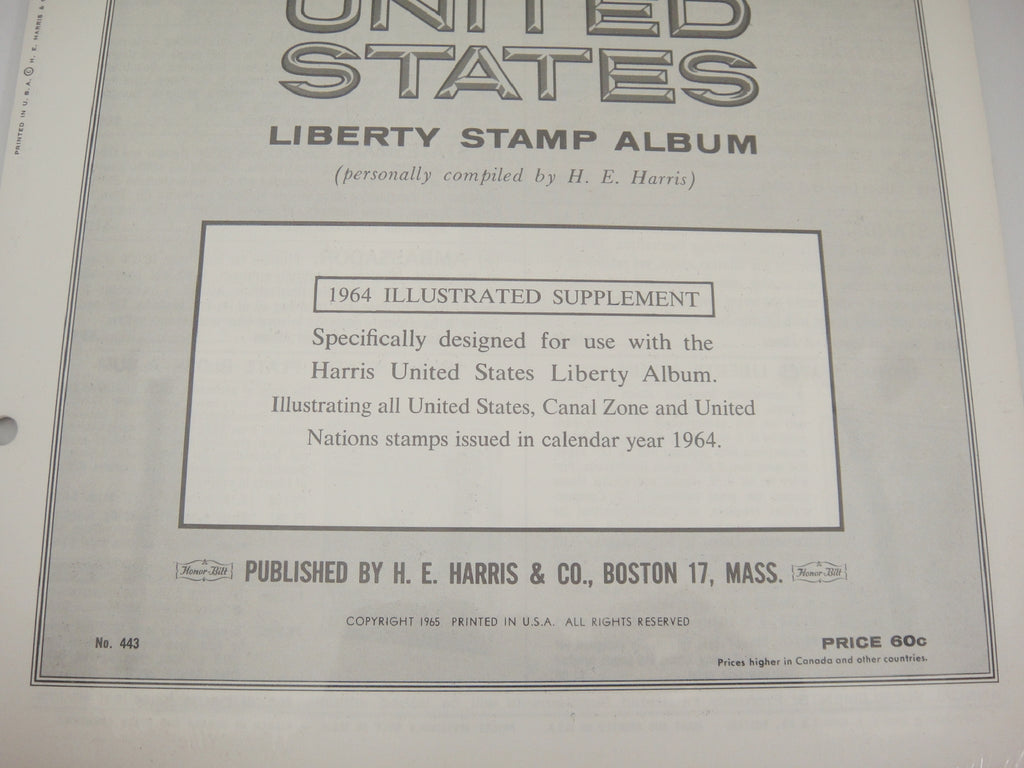 UNITED
STATES
LIBERTY STAMP ALBUM
(personally compiled by H. E. Harris)
1964 ILLUSTRATED SUPPLEMENT
Specifically designed for use with the
Harris United States Liberty Album.
Illustrating all United States, Canal Zone and United
Nations stamps issued in calendar year 1964.
Honor-Bilt PUBLISHED BY H. E. HARRIS & CO., BOSTON 17, MASS. Honor-Bilt
COPYRIGHT 1965 PRINTED IN U.S.A. ALL RIGHTS RESERVED
No. 443
PRICE 60c
Prices higher in Canada and other countries.
PRINTED IN U.S.A. © H. E. HARRIS &